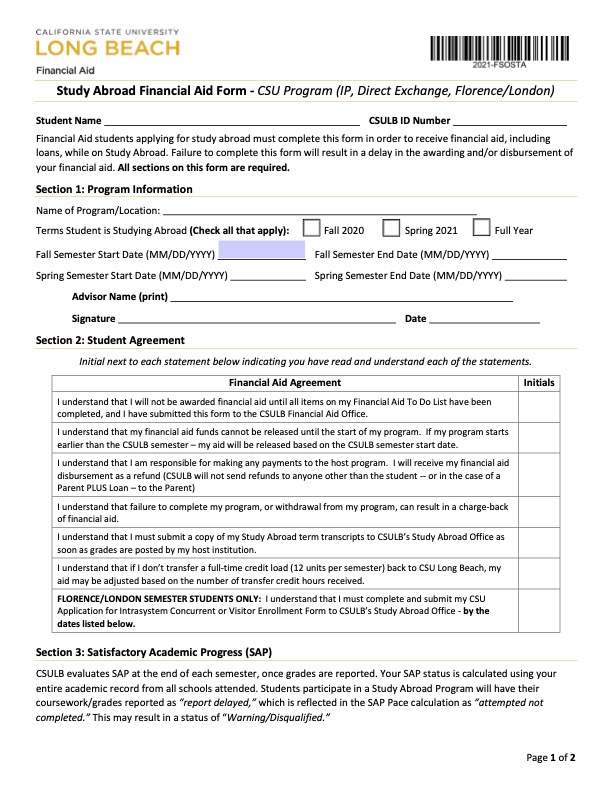 CALIFORNIA STATE UNIVERSITY
LONG BEACH
Financial Aid
2021-FSOSTA
Study Abroad Financial Aid Form - CSU Program (IP, Direct Exchange, Florence/London)
Student Name CSULB ID Number
Financial Aid students applying for study abroad must complete this form in order to receive financial aid, including
loans, while on Study Abroad. Failure to complete this form will result in a delay in the awarding and/or disbursement of
your financial aid. All sections on this form are required.
Section 1: Program Information
Name of Program/Location:
Terms Student is Studying Abroad (Check all that apply): Fall 2020 Spring 2021 Full Year
Fall Semester Start Date (MM/DD/YYYY) Fall Semester End Date (MM/DD/YYYY)
Spring Semester Start Date (MM/DD/YYYY) Spring Semester End Date (MM/DD/YYYY)
Advisor Name (print)
Signature Date
Section 2: Student Agreement
Initial next to each statement below indicating you have read and understand each of the statements.
Financial Aid Agreement Initials
I understand that I will not be awarded financial aid until all items on my Financial Aid To Do List have been
completed, and I have submitted this form to the CSULB Financial Aid Office.
I understand that my financial aid funds cannot be released until the start of my program. If my program starts
earlier than the CSULB semester – my aid will be released based on the CSULB semester start date.
I understand that I am responsible for making any payments to the host program. I will receive my financial aid
disbursement as a refund (CSULB will not send refunds to anyone other than the student -- or in the case of a
Parent PLUS Loan – to the Parent)
I understand that failure to complete my program, or withdrawal from my program, can result in a charge-back
of financial aid.
I understand that I must submit a copy of my Study Abroad term transcripts to CSULB's Study Abroad Office as
soon as grades are posted by my host institution.
I understand that if I don't transfer a full-time credit load (12 units per semester) back to CSU Long Beach, my
aid may be adjusted based on the number of transfer credit hours received.
FLORENCE/LONDON SEMESTER STUDENTS ONLY: I understand that I must complete and submit my CSU
Application for Intrasystem Concurrent or Visitor Enrollment Form to CSULB's Study Abroad Office - by the
dates listed below.
Section 3: Satisfactory Academic Progress (SAP)
CSULB evaluates SAP at the end of each semester, once grades are reported. Your SAP status is calculated using your
entire academic record from all schools attended. Students participate in a Study Abroad Program will have their
coursework/grades reported as “report delayed,” which is reflected in the SAP Pace calculation as “attempted not
completed.” This may result in a status of “Warning/Disqualified.”
Page 1 of 2